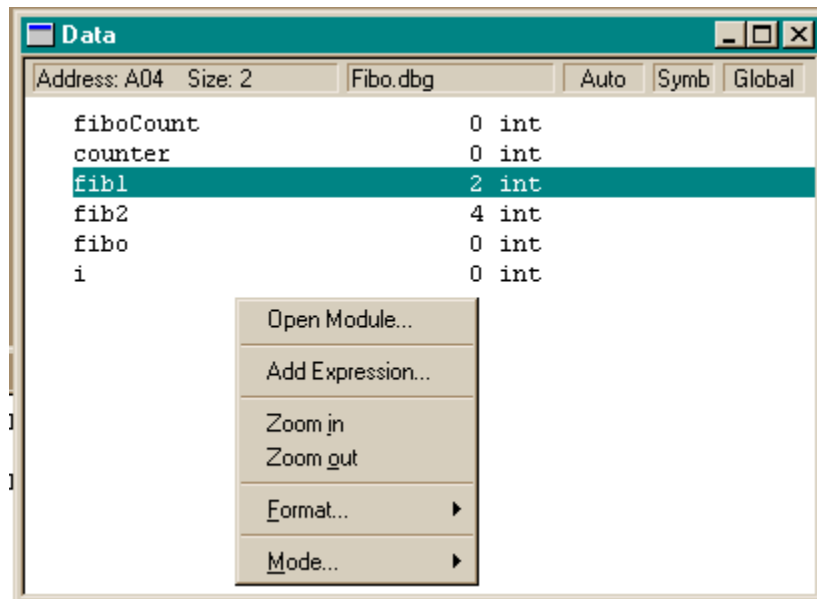 Data
Address: A04 Size: 2 Fibo.dbg Auto Symb Global
fiboCount 0 int
counter 0 int
fib1 2 int
fib2 4 int
fibo 0 int
i 0 int
Open Module...
Add Expression...
Zoom in
Zoom out
Format...
Mode...